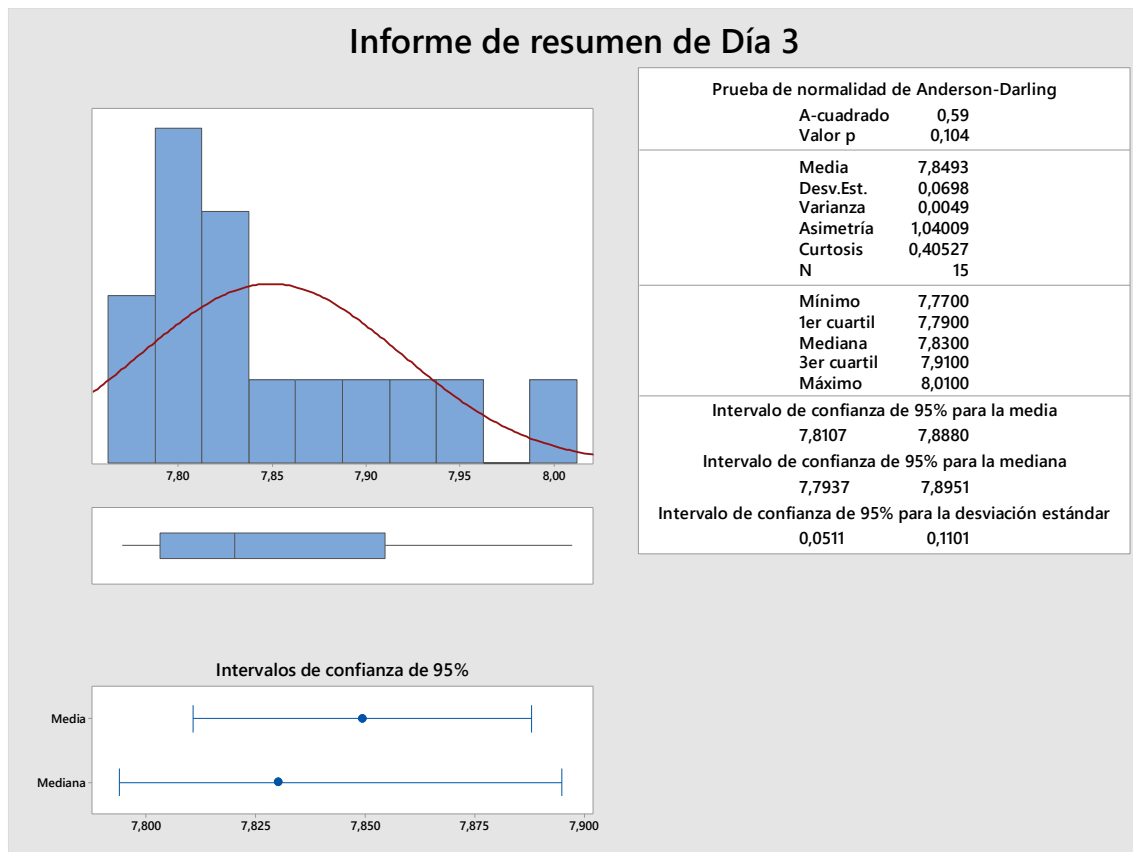 Informe de resumen de Día 3
7,80 7,85 7,90 7,95 8,00
Intervalos de confianza de 95%
Media
Mediana
7,800 7,825 7,850 7,875 7,900
Prueba de normalidad de Anderson-Darling
A-cuadrado 0,59
Valor p 0,104
Media 7,8493
Desv.Est. 0,0698
Varianza 0,0049
Asimetría 1,04009
Curtosis 0,40527
N 15
Mínimo 7,7700
1er cuartil 7,7900
Mediana 7,8300
3er cuartil 7,9100
Máximo 8,0100
Intervalo de confianza de 95% para la media
7,8107 7,8880
Intervalo de confianza de 95% para la mediana
7,7937 7,8951
Intervalo de confianza de 95% para la desviación estándar
0,0511 0,1101